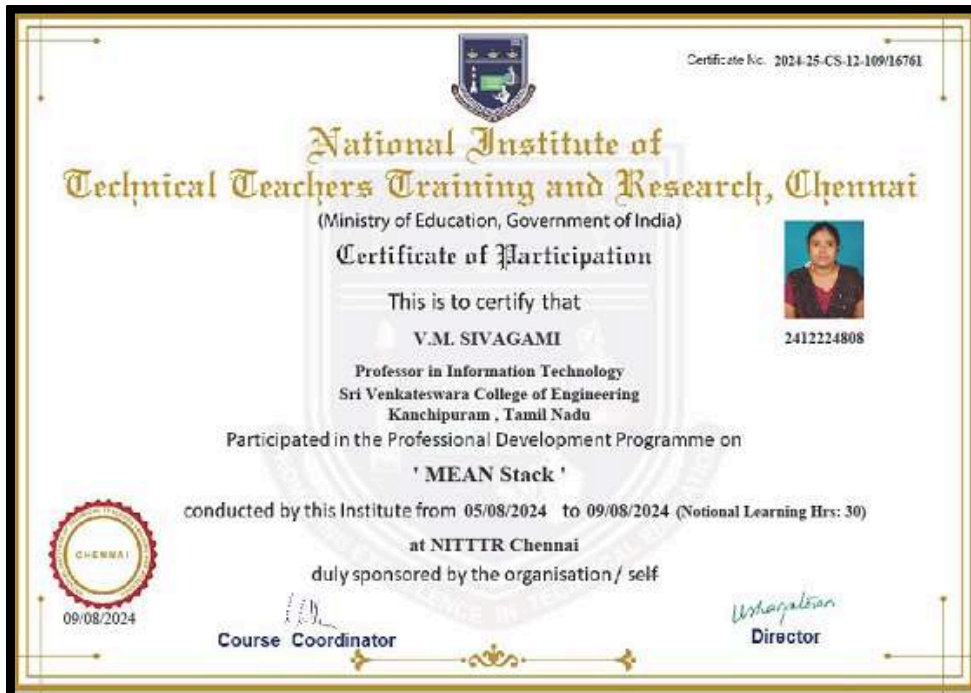 Certificate No. 2024-25-CS-12-109/16761
National Institute of
Technical Teachers Training and Research, Chennai
(Ministry of Education, Government of India)
Certificate of Participation
This is to certify that
V.M. SIVAGAMI
2412224808
Professor in Information Technology
Sri Venkateswara College of Engineering
Kanchipuram , Tamil Nadu
Participated in the Professional Development Programme on
' MEAN Stack '
conducted by this Institute from 05/08/2024 to 09/08/2024 (Notional Learning Hrs: 30)
at NITTTR Chennai
duly sponsored by the organisation / self
CHENNAI
09/08/2024
Course Coordinator
Director